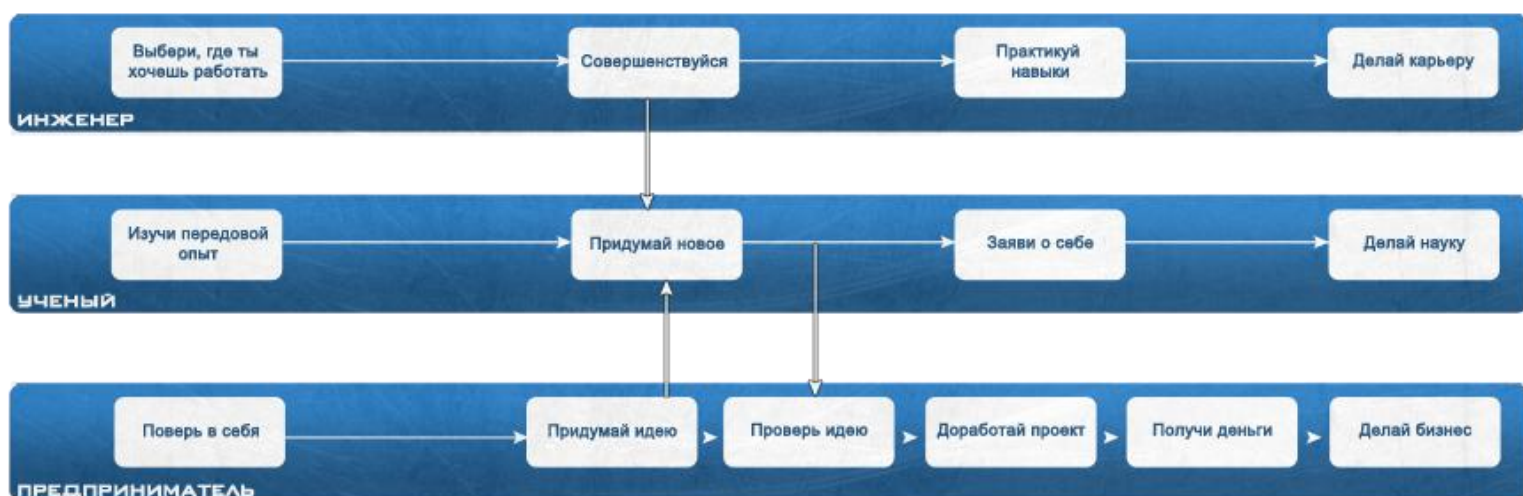 Выбери, где ты
хочешь работать
Совершенствуйся
Практикуй
навыки
Делай карьеру
ИНЖЕНЕР
Изучи передовой
опыт
Придумай новое
Заяви о себе
Делай науку
УЧЕНЫЙ
Поверь в себя
Придумай идею
Проверь идею
Доработай проект
Получи деньги
Делай бизнес
ПРЕДПРИНИМАТЕЛЬ